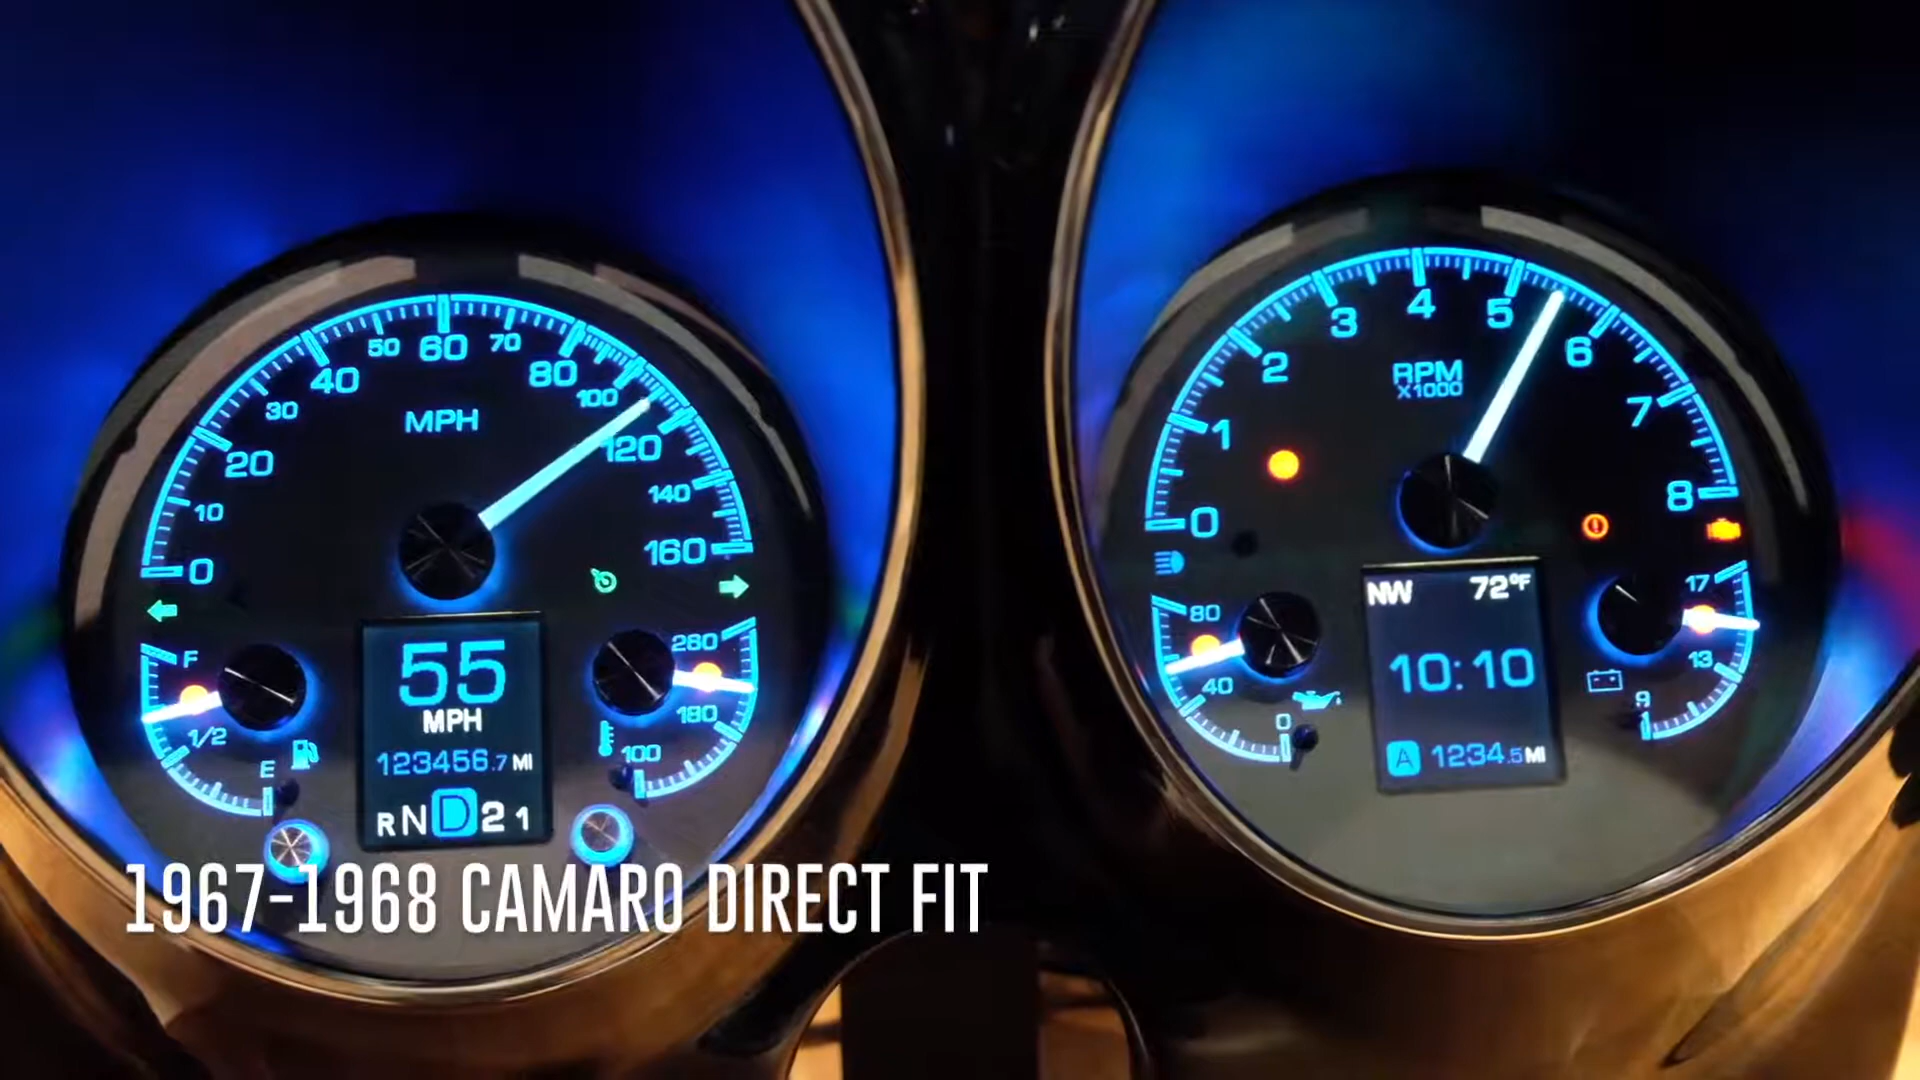 50 60 70
40 80
30 100
MPH
20 120
10 140
0 160
F 260
1/2 180
E 100
55
MPH
123456.7 MI
R N D 2 1
3 4 5
2 6
RPM
X1000
1 7
0 8
80 17
40 13
0 9
NW 72°F
10:10
A 1234.5 MI
1967-1968 CAMARO DIRECT FIT